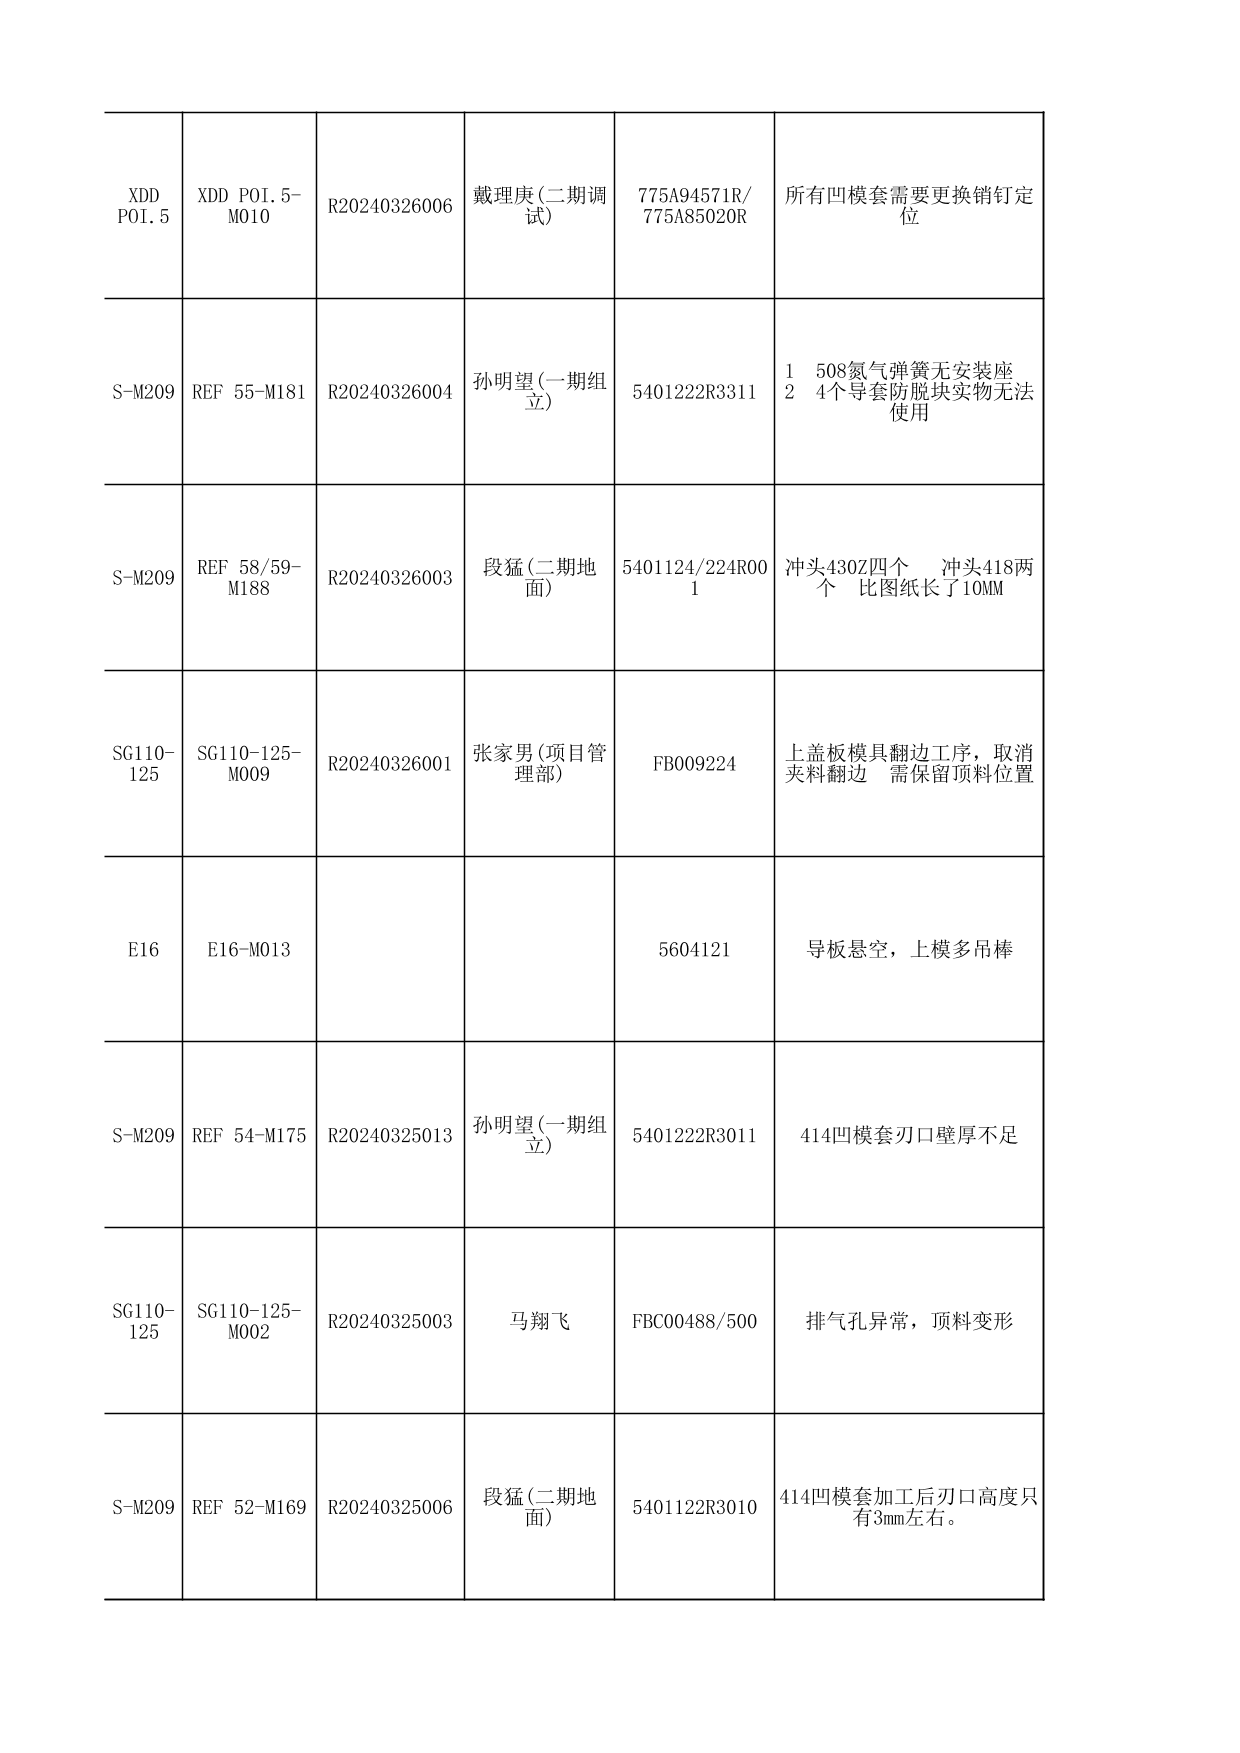 XDD
POI.5
XDD POI.5-
M010
R20240326006
戴理庚(二期调
试)
775A94571R/
775A85020R
所有凹模套需要更换销钉定
位
S-M209
REF 55-M181
R20240326004
孙明望(一期组
立)
5401222R3311
1 508氮气弹簧无安装座
2 4个导套防脱块实物无法
使用
S-M209
REF 58/59-
M188
R20240326003
段猛(二期地
面)
5401124/224R00
1
冲头430Z四个 冲头418两
个 比图纸长了10MM
SG110-
125
SG110-125-
M009
R20240326001
张家男(项目管
理部)
FB009224
上盖板模具翻边工序，取消
夹料翻边 需保留顶料位置
E16
E16-M013
5604121
导板悬空，上模多吊棒
S-M209
REF 54-M175
R20240325013
孙明望(一期组
立)
5401222R3011
414凹模套刃口壁厚不足
SG110-
125
SG110-125-
M002
R20240325003
马翔飞
FBC00488/500
排气孔异常，顶料变形
S-M209
REF 52-M169
R20240325006
段猛(二期地
面)
5401122R3010
414凹模套加工后刃口高度只
有3mm左右。